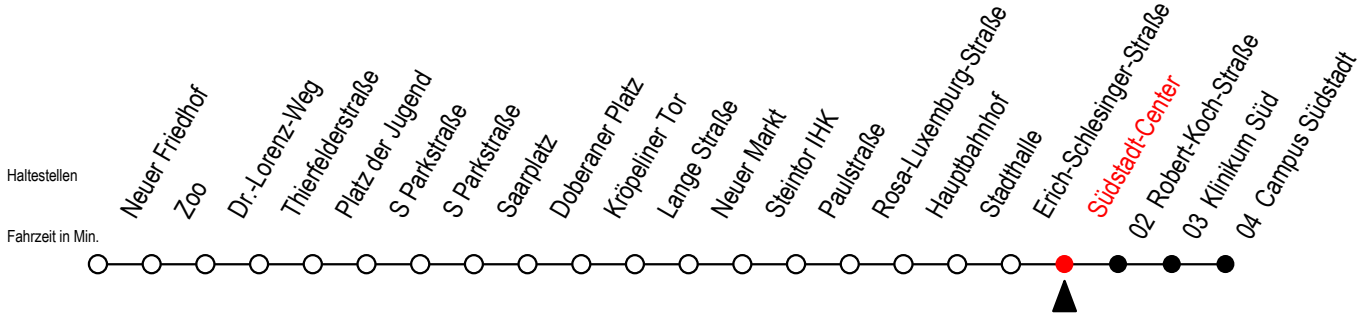 Haltestellen
Fahrzeit in Min.
Neuer Friedhof
Zoo
Dr.-Lorenz-Weg
Thierfelderstraße
Platz der Jugend
S Parkstraße
S Parkstraße
Saarplatz
Doberaner Platz
Kröpeliner Tor
Lange Straße
Neuer Markt
Steintor IHK
Paulstraße
Rosa-Luxemburg-Straße
Hauptbahnhof
Stadthalle
Erich-Schlesinger-Straße
Südstadt-Center
02 Robert-Koch-Straße
03 Klinikum Süd
04 Campus Südstadt